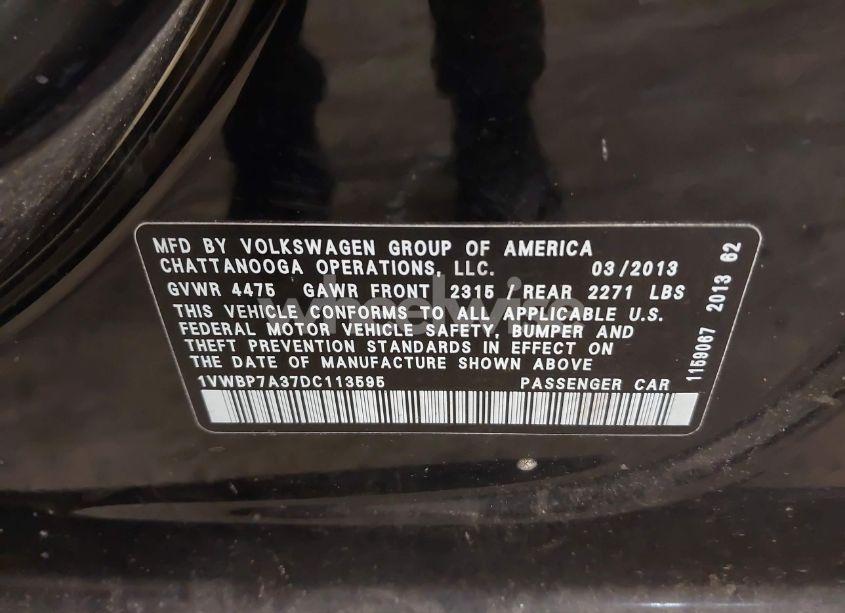 MFD BY VOLKSWAGEN GROUP OF AMERICA
CHATTANOOGA OPERATIONS, LLC. 03/2013
GVWR 4475 GAWR FRONT 2315 / REAR 2271 LBS
THIS VEHICLE CONFORMS TO ALL APPLICABLE U.S.
FEDERAL MOTOR VEHICLE SAFETY, BUMPER AND
THEFT PREVENTION STANDARDS IN EFFECT ON
THE DATE OF MANUFACTURE SHOWN ABOVE
1VWBP7A37DC113595 PASSENGER CAR
1159067 2013 62
wheelwire